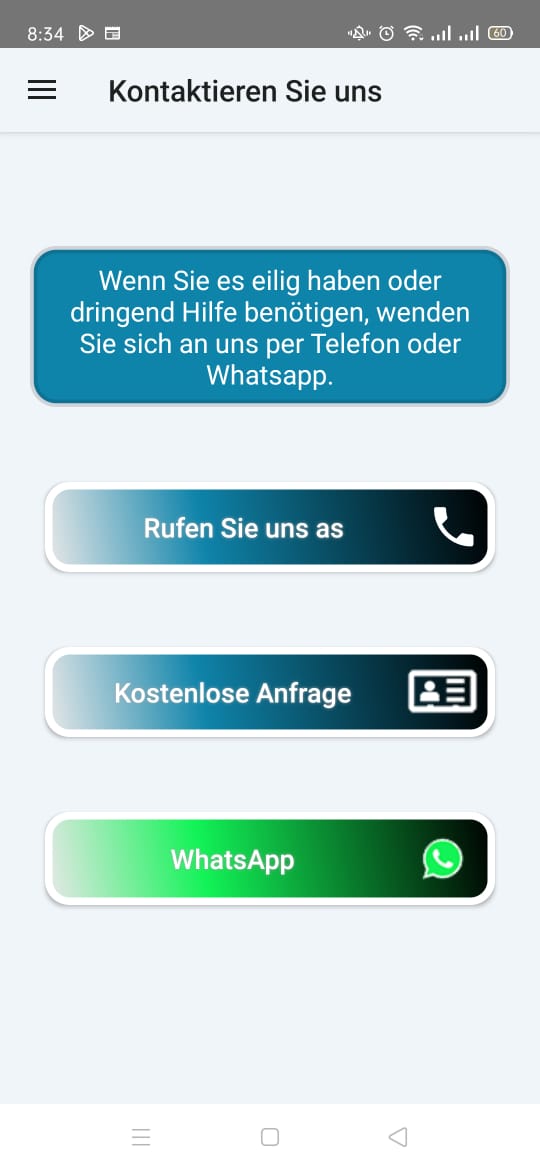 8:34
60
Kontaktieren Sie uns
Wenn Sie es eilig haben oder
dringend Hilfe benötigen, wenden
Sie sich an uns per Telefon oder
Whatsapp.
Rufen Sie uns as
Kostenlose Anfrage
WhatsApp